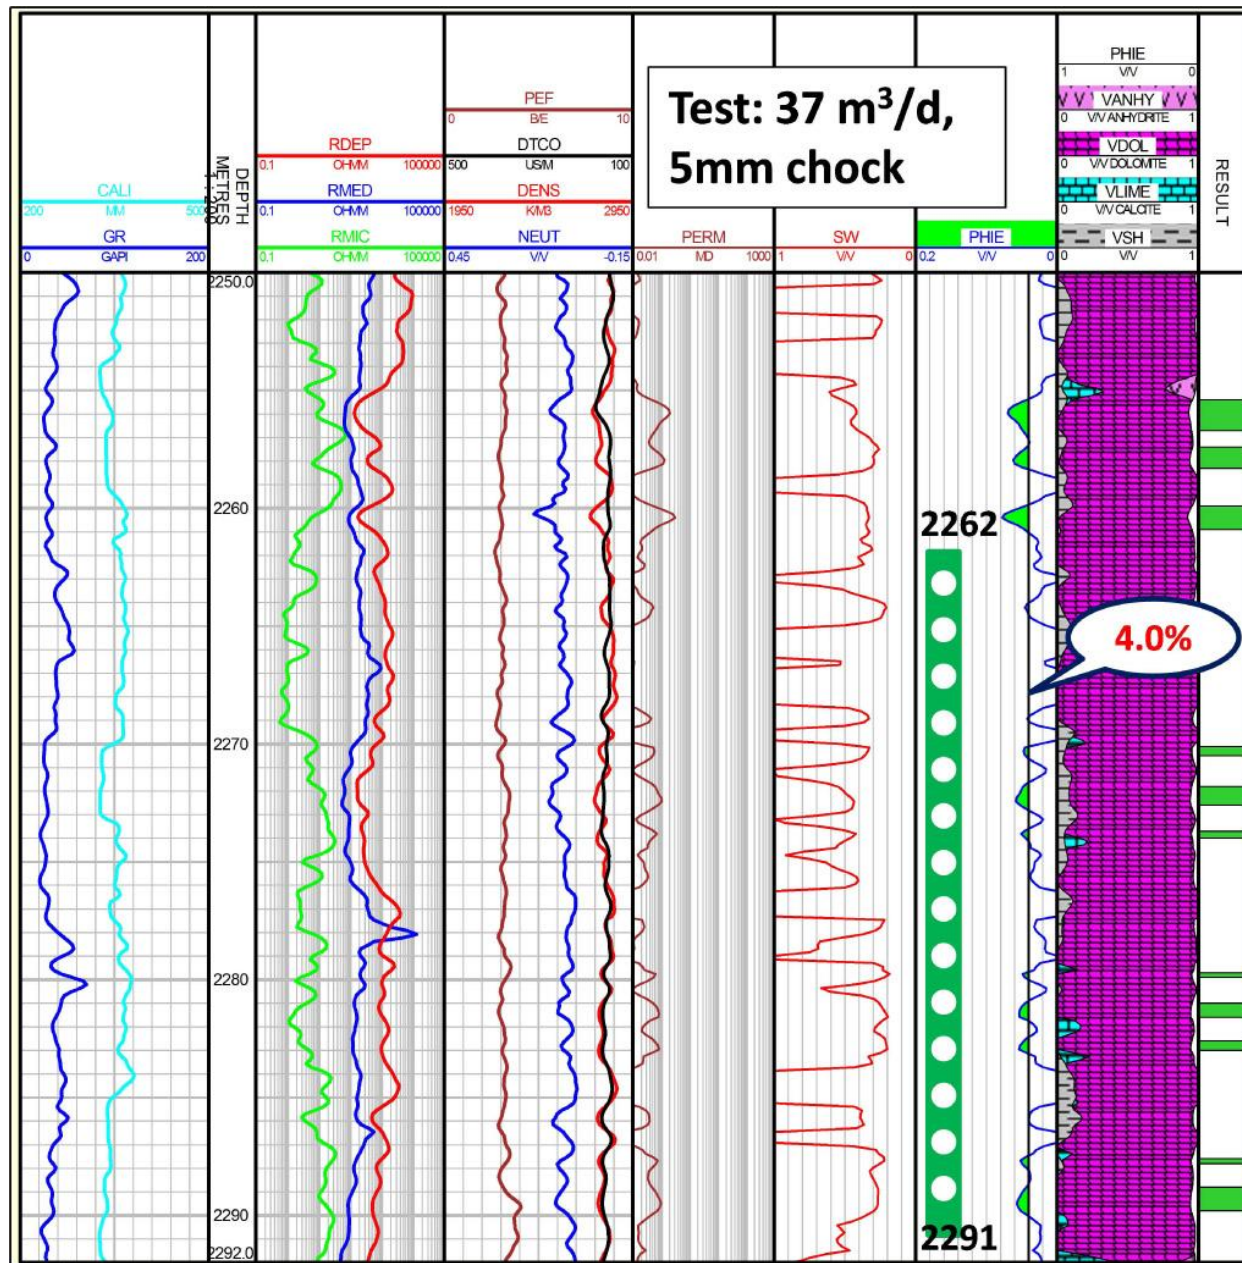 Test: 37 m³/d,
5mm chock
CALI
200 MM 500
GR
0 GAPI 200
DEPTH
METRES
1 : 200
RDEP
0.1 OHMM 100000
RMED
0.1 OHMM 100000
RMIC
0.1 OHMM 100000
PEF
0 B/E 10
DTCO
500 US/M 100
DENS
1950 K/M3 2950
NEUT
0.45 V/V -0.15
PERM
0.01 MD 1000
SW
1 V/V 0
PHIE
0.2 V/V 0
PHIE
1 V/V 0
VANHY
0 V/V ANHYDRITE 1
VDOL
0 V/V DOLOMITE 1
VLIME
0 V/V CALCITE 1
VSH
0 V/V 1
RESULT
2250.0
2260
2262
4.0%
2270
2280
2290
2291
2292.0